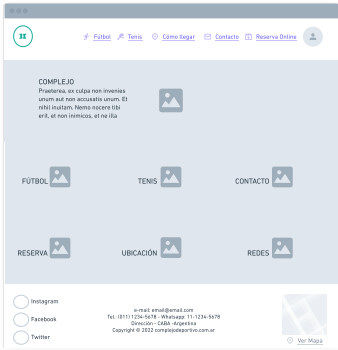 Fútbol Tenis Cómo llegar Contacto Reserva Online
COMPLEJO
Praeterea, ex culpa non invenies
unum aut non accusatis unum. Et
nihil inuitam. Nemo nocere tibi
erit, et non inimicos, et ne illa
FÚTBOL TENIS CONTACTO
RESERVA UBICACIÓN REDES
Instagram
Facebook
Twitter
e-mail: email@email.com
Tel.: (011) 1234-5678 - Whatsapp: 11-1234-5678
Dirección - CABA -Argentina
Copyright © 2022 complejodeportivo.com.ar
Ver Mapa